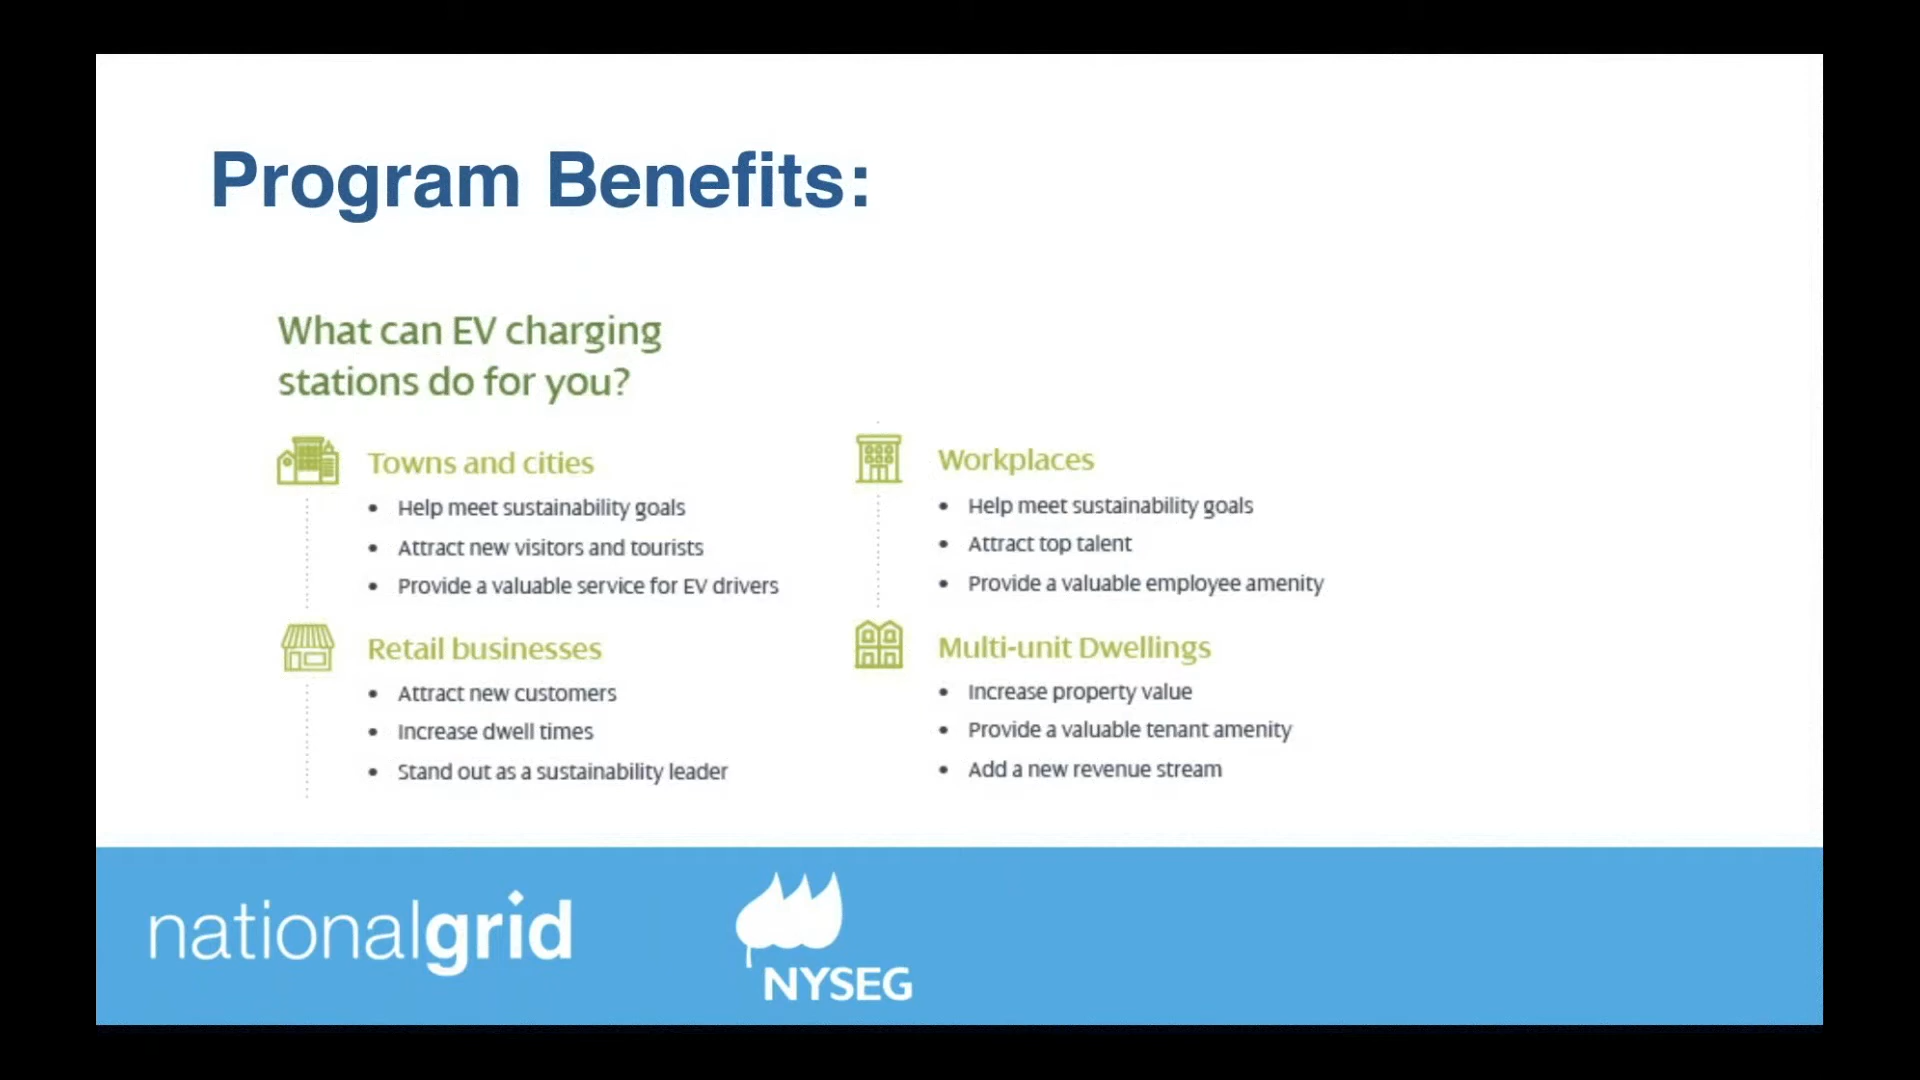 Program Benefits:
What can EV charging
stations do for you?
Towns and cities
• Help meet sustainability goals
• Attract new visitors and tourists
• Provide a valuable service for EV drivers
Retail businesses
• Attract new customers
• Increase dwell times
• Stand out as a sustainability leader
Workplaces
• Help meet sustainability goals
• Attract top talent
• Provide a valuable employee amenity
Multi-unit Dwellings
• Increase property value
• Provide a valuable tenant amenity
• Add a new revenue stream
nationalgrid
NYSEG